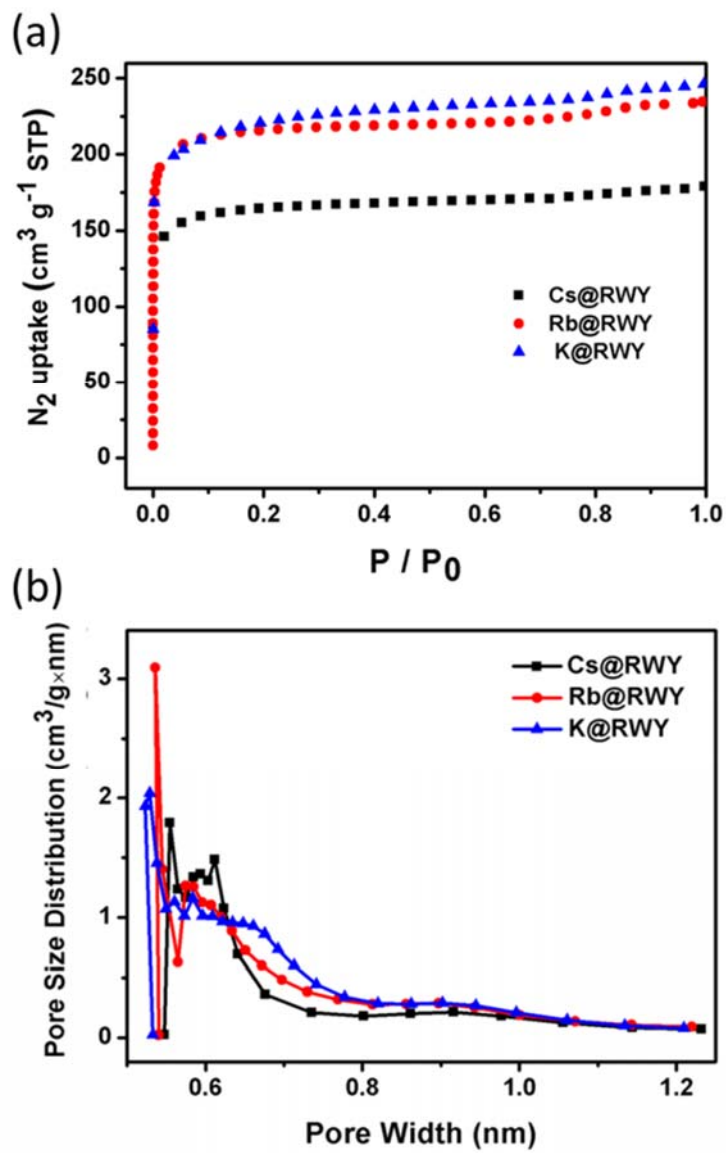 (a)
N2 uptake (cm3 g-1 STP)
250
200
150
100
50
0
Cs@RWY
Rb@RWY
K@RWY
0.0 0.2 0.4 0.6 0.8 1.0
P / P0
(b)
Pore Size Distribution (cm3/g×nm)
3
2
1
0
Cs@RWY
Rb@RWY
K@RWY
0.6 0.8 1.0 1.2
Pore Width (nm)